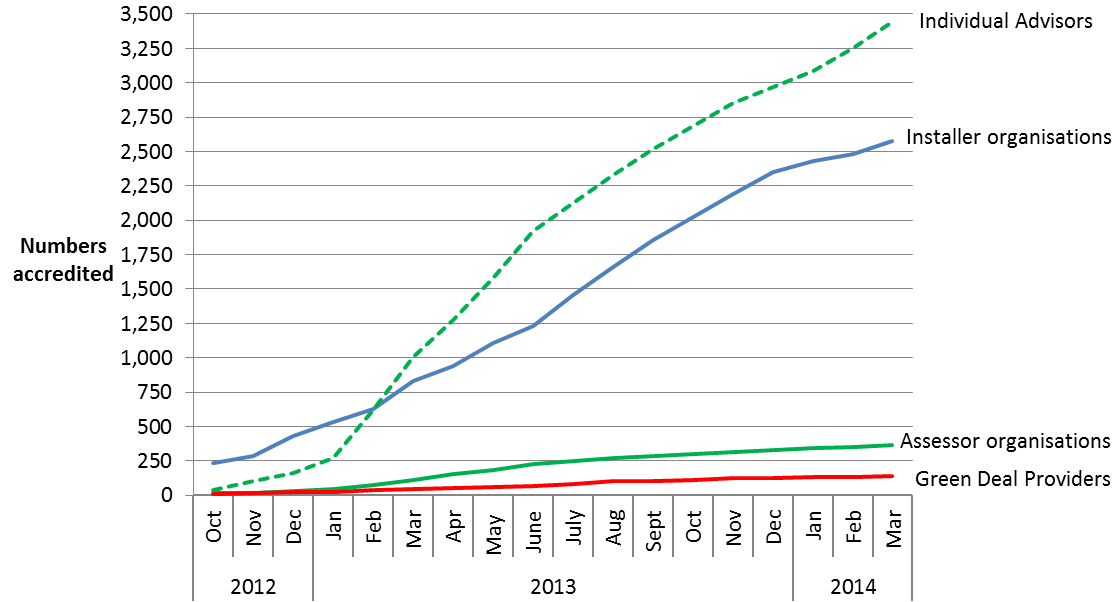 3,500
3,250
3,000
2,750
2,500
2,250
2,000
1,750
1,500
1,250
1,000
750
500
250
0
Numbers
accredited
Individual Advisors
Installer organisations
Assessor organisations
Green Deal Providers
Oct
Nov
Dec
Jan
Feb
Mar
Apr
May
June
July
Aug
Sept
Oct
Nov
Dec
Jan
Feb
Mar
2012
2013
2014